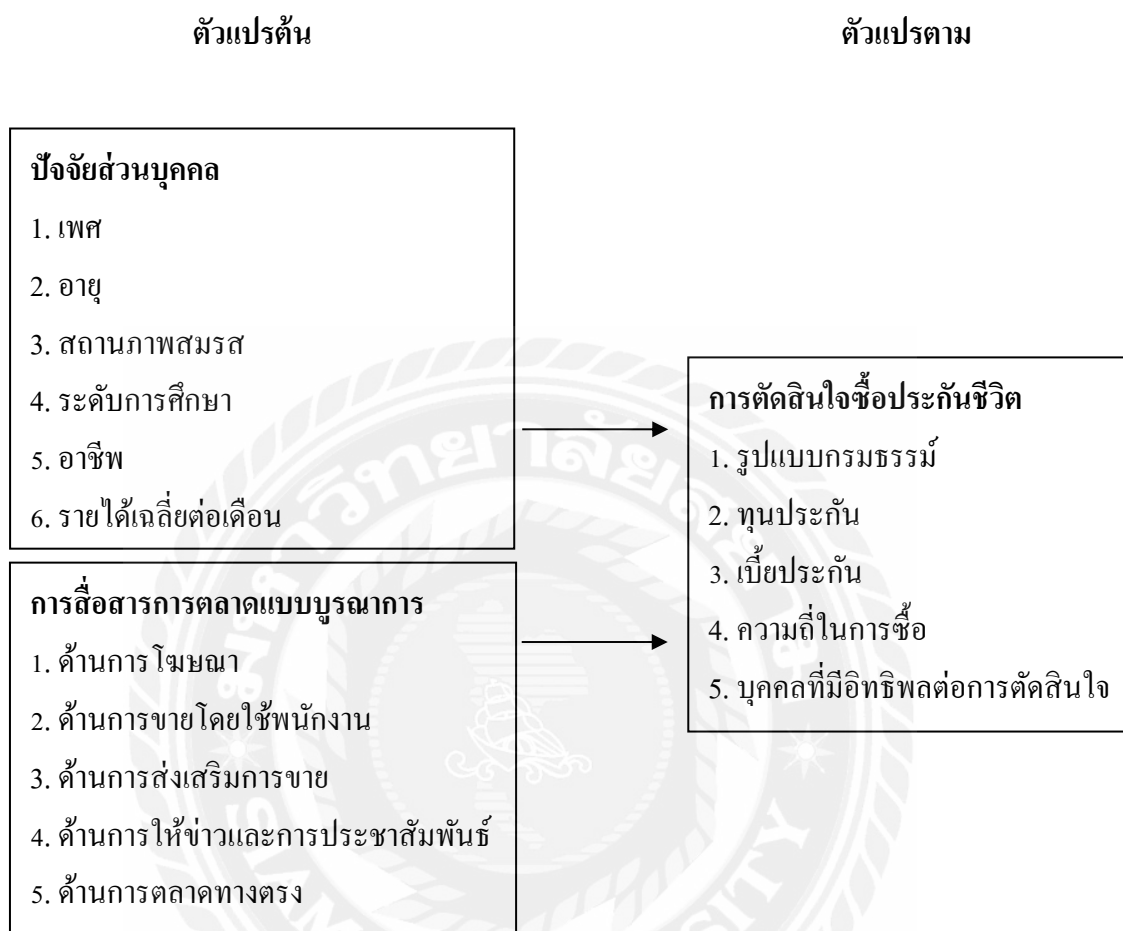 ตัวแปรต้น
ตัวแปรตาม
ปัจจัยส่วนบุคคล
1. เพศ
2. อายุ
3. สถานภาพสมรส
4. ระดับการศึกษา
5. อาชีพ
6. รายได้เฉลี่ยต่อเดือน
การสื่อสารการตลาดแบบบูรณาการ
1. ด้านการโฆษณา
2. ด้านการขายโดยใช้พนักงาน
3. ด้านการส่งเสริมการขาย
4. ด้านการให้ข่าวและการประชาสัมพันธ์
5. ด้านการตลาดทางตรง
การตัดสินใจซื้อประกันชีวิต
1. รูปแบบกรมธรรม์
2. ทุนประกัน
3. เบี้ยประกัน
4. ความถี่ในการซื้อ
5. บุคคลที่มีอิทธิพลต่อการตัดสินใจ
มหาวิทยาลัยสยาม
SIAM UNIVERSITY